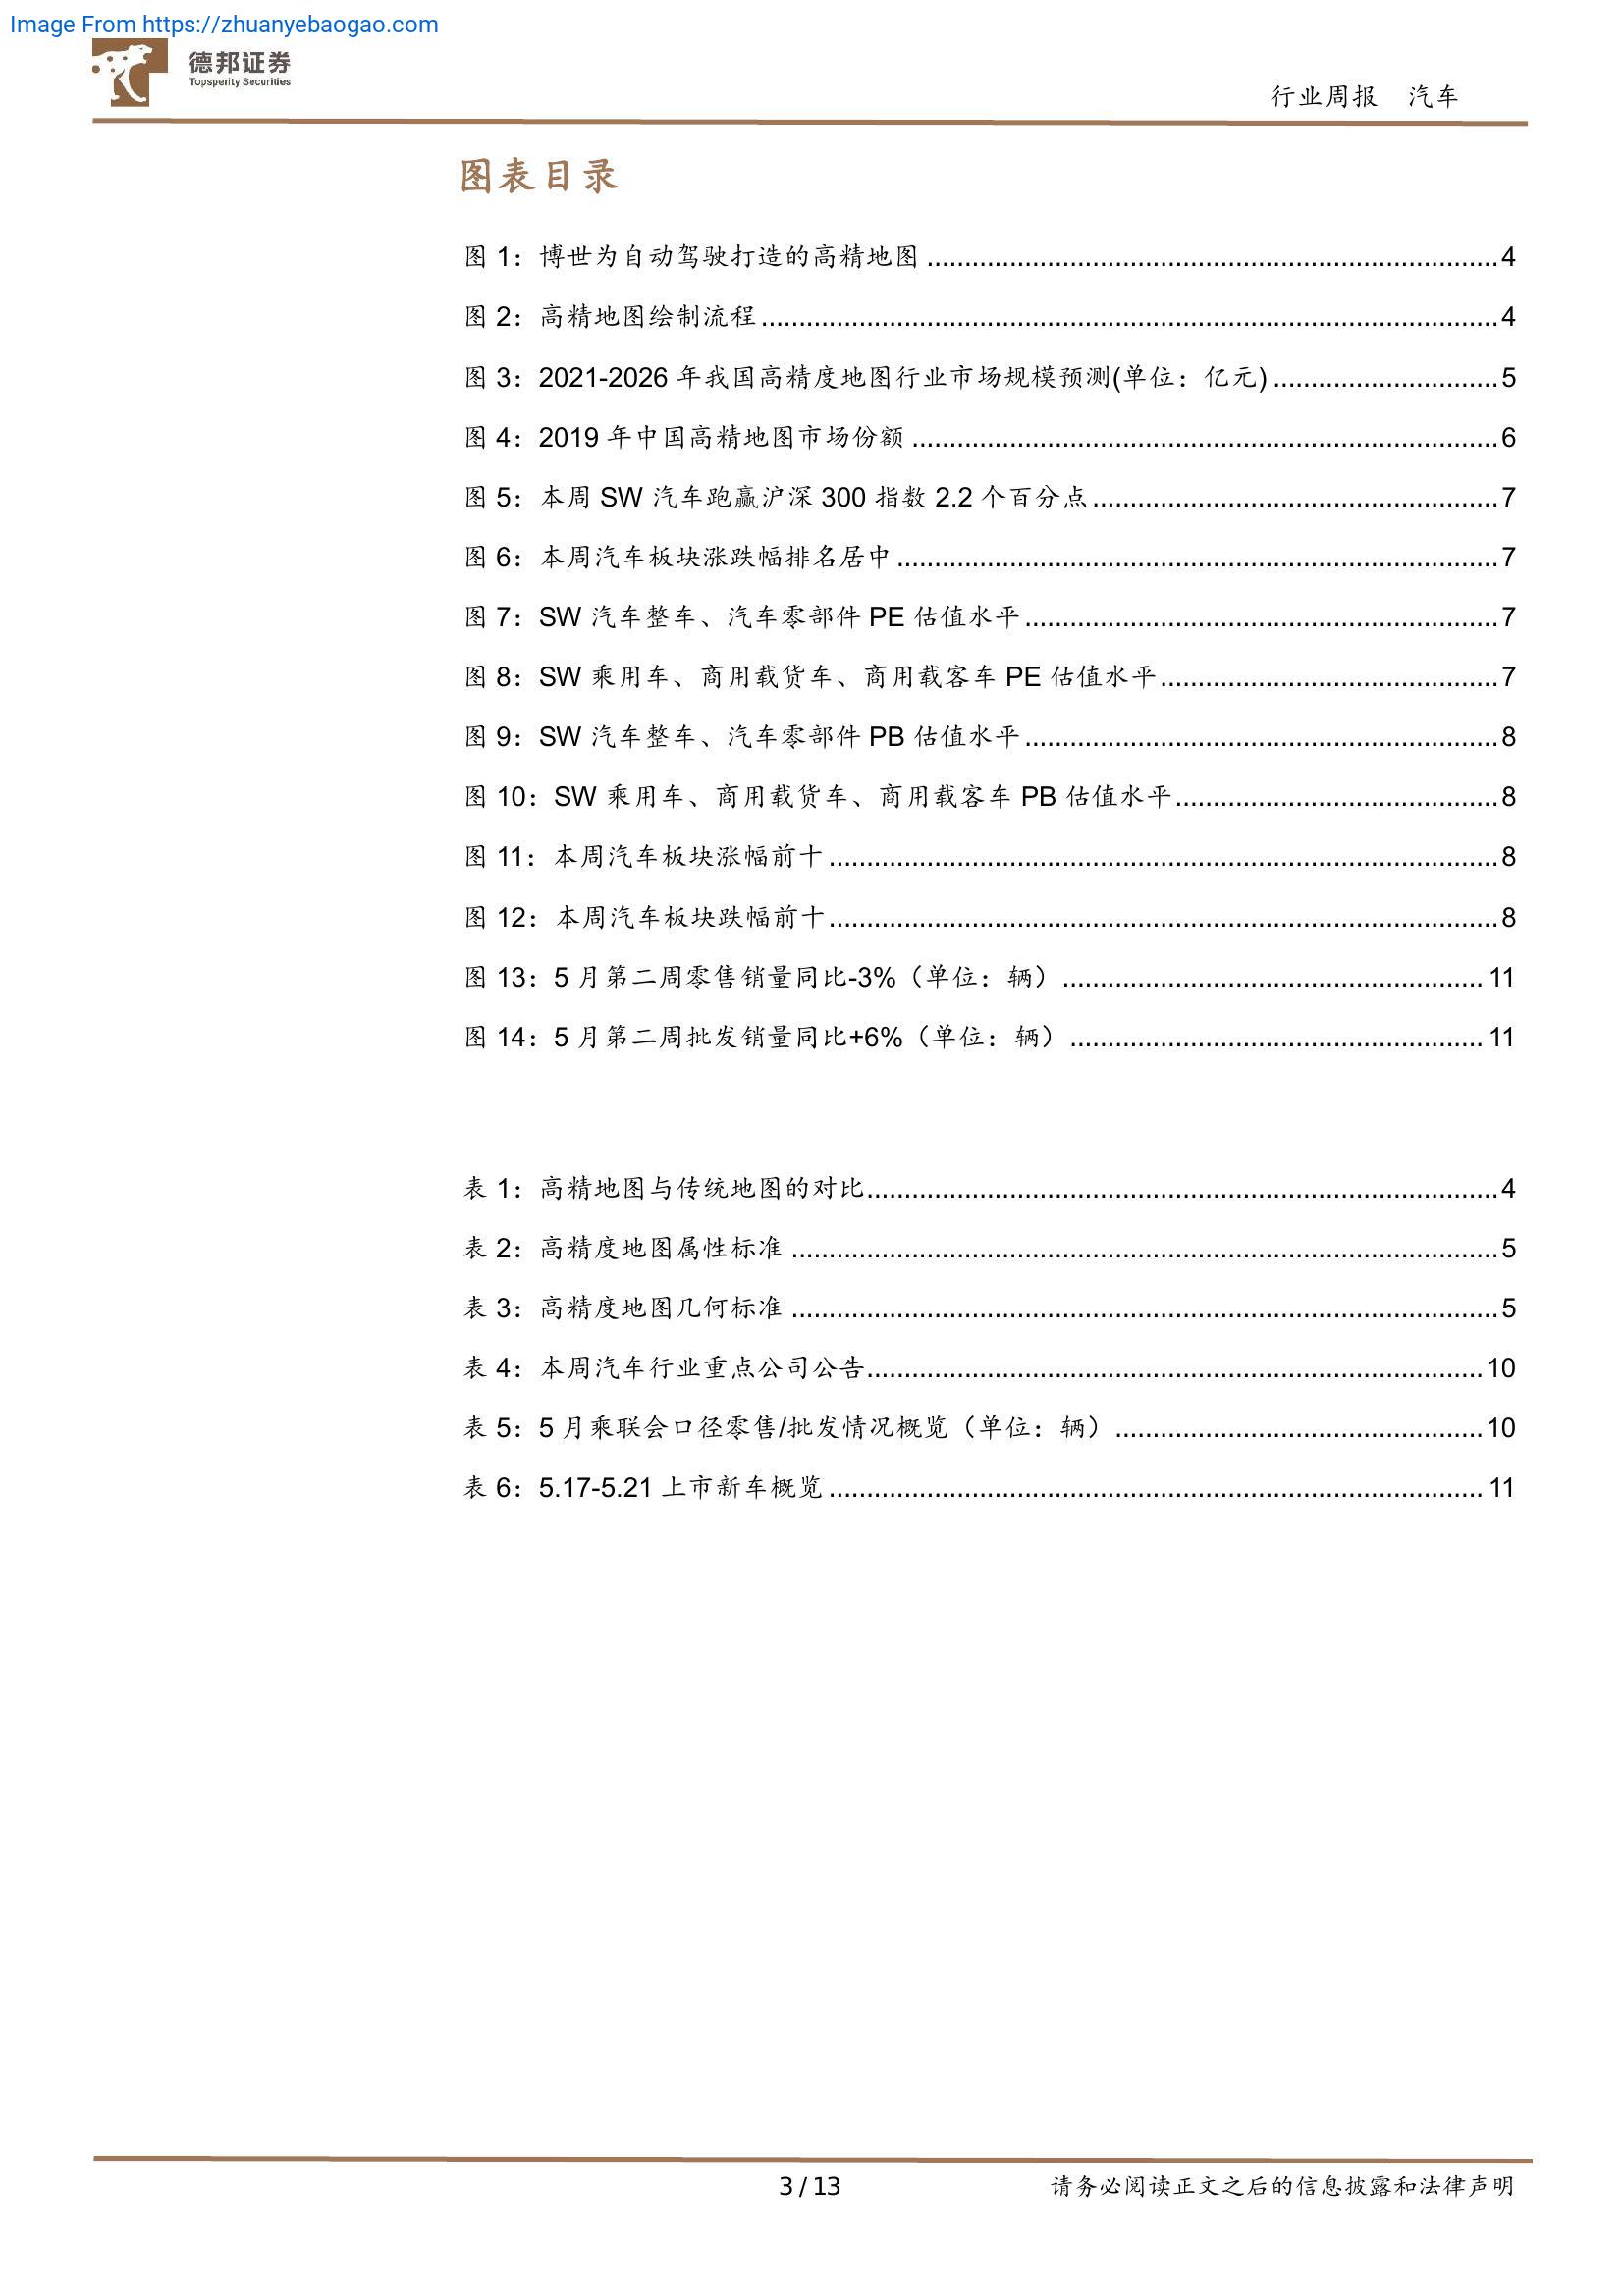 Image From https://zhuanyebaogao.com
德邦证券
Topsperity Securities
行业周报 汽车
图表目录
图 1：博世为自动驾驶打造的高精地图 ............................................................................4
图 2：高精地图绘制流程 ..................................................................................................4
图 3：2021-2026 年我国高精度地图行业市场规模预测(单位：亿元) ..............................5
图 4：2019 年中国高精地图市场份额 ..............................................................................6
图 5：本周 SW 汽车跑赢沪深 300 指数 2.2 个百分点......................................................7
图 6：本周汽车板块涨跌幅排名居中 ................................................................................7
图 7：SW 汽车整车、汽车零部件 PE 估值水平...............................................................7
图 8：SW 乘用车、商用载货车、商用载客车 PE 估值水平.............................................7
图 9：SW 汽车整车、汽车零部件 PB 估值水平...............................................................8
图 10：SW 乘用车、商用载货车、商用载客车 PB 估值水平...........................................8
图 11：本周汽车板块涨幅前十 .........................................................................................8
图 12：本周汽车板块跌幅前十.........................................................................................8
图 13：5 月第二周零售销量同比-3%（单位：辆） ........................................................ 11
图 14：5 月第二周批发销量同比+6%（单位：辆） ....................................................... 11
表 1：高精地图与传统地图的对比....................................................................................4
表 2：高精度地图属性标准 ..............................................................................................5
表 3：高精度地图几何标准 ..............................................................................................5
表 4：本周汽车行业重点公司公告..................................................................................10
表 5：5 月乘联会口径零售/批发情况概览（单位：辆） .................................................10
表 6：5.17-5.21 上市新车概览 ....................................................................................... 11
3 / 13
请务必阅读正文之后的信息披露和法律声明